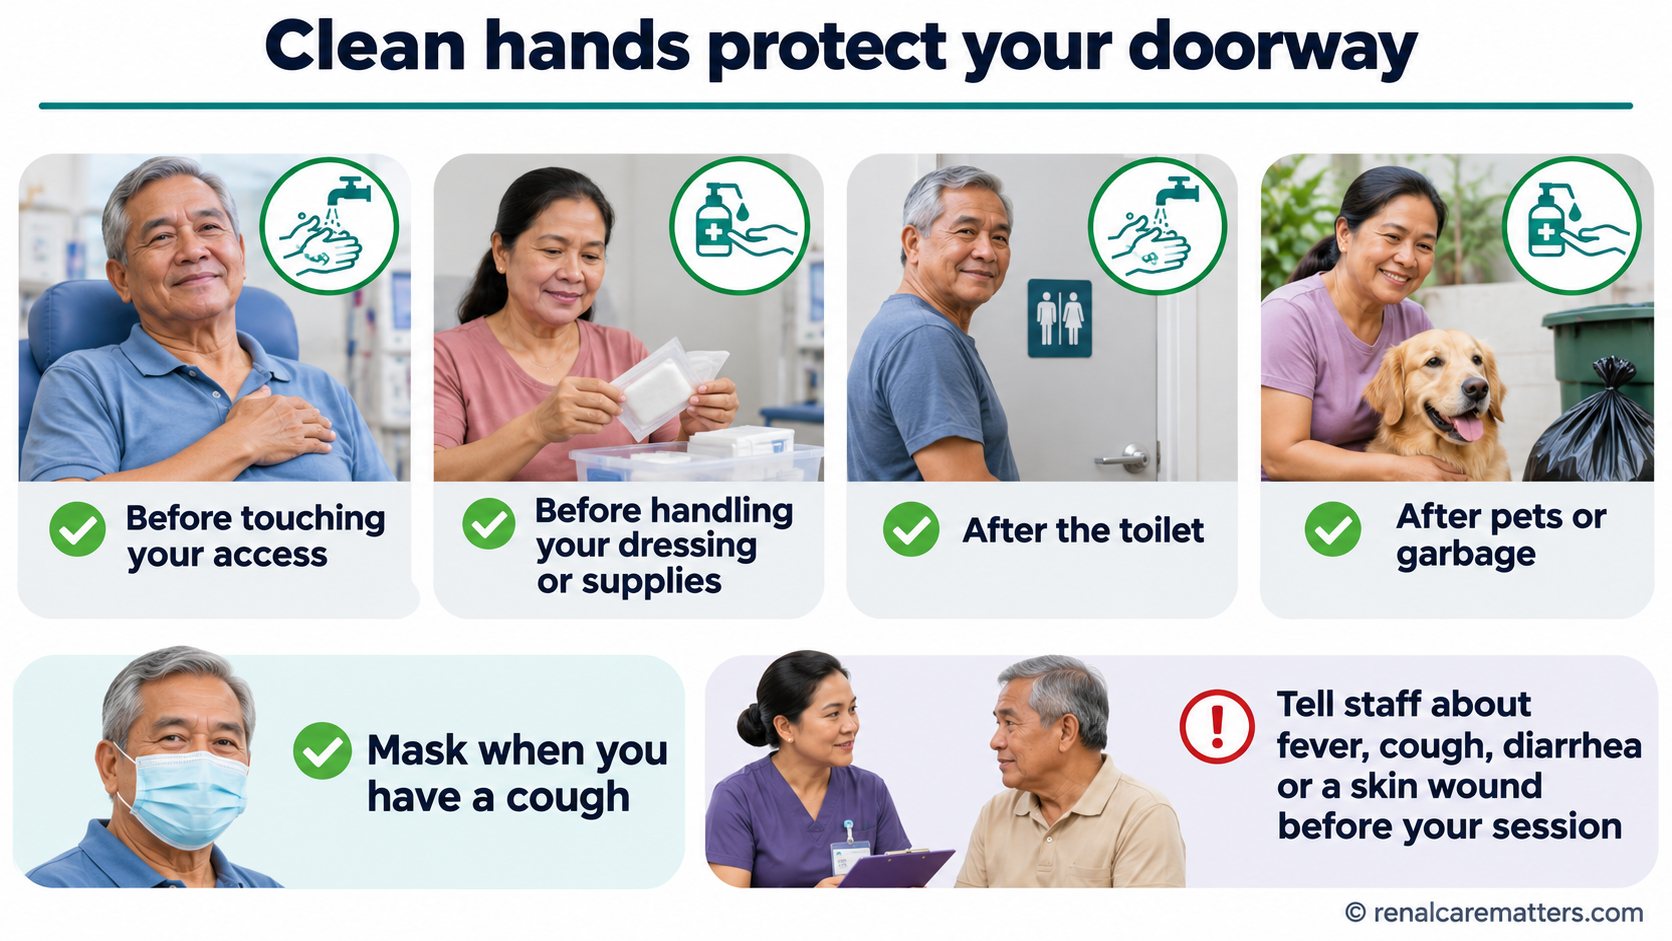 Clean hands protect your doorway
Before touching
your access
Before handling
your dressing
or supplies
After the toilet
After pets or
garbage
Mask when you
have a cough
Tell staff about
fever, cough, diarrhea
or a skin wound
before your session
© renalcarematters.com